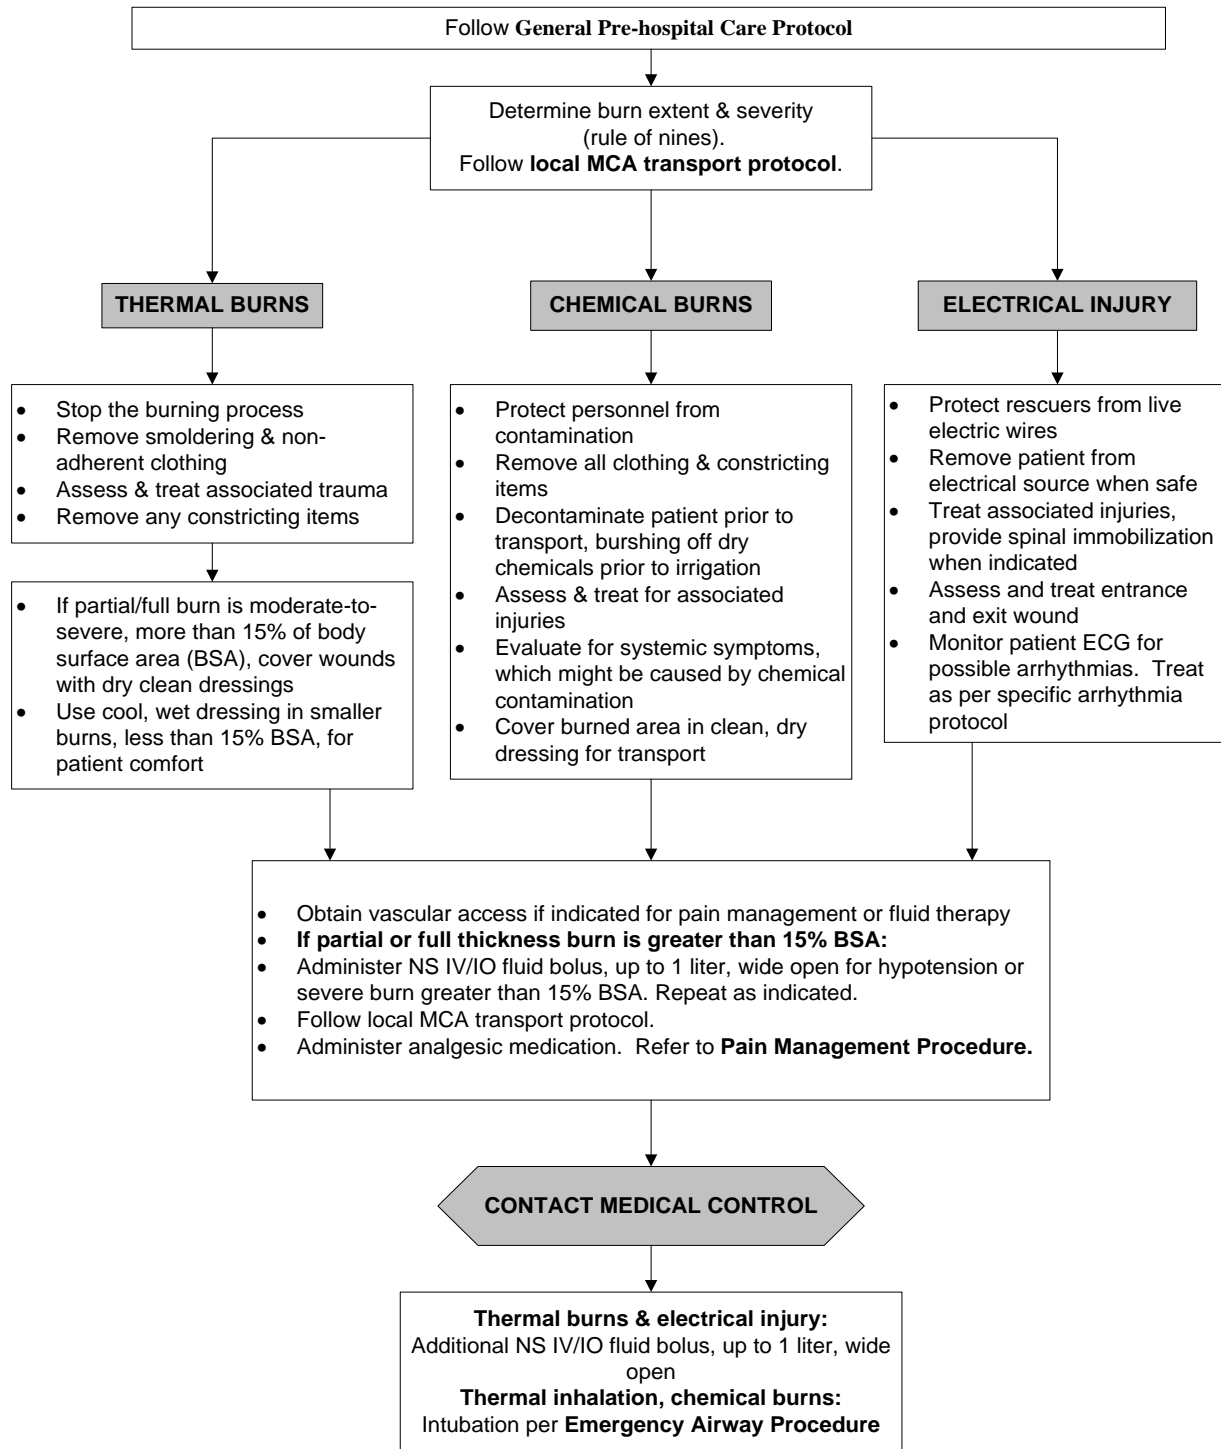 Follow General Pre-hospital Care Protocol
Determine burn extent & severity
(rule of nines).
Follow local MCA transport protocol.
THERMAL BURNS
• Stop the burning process
• Remove smoldering & non-
adherent clothing
• Assess & treat associated trauma
• Remove any constricting items
• If partial/full burn is moderate-to-
severe, more than 15% of body
surface area (BSA), cover wounds
with dry clean dressings
• Use cool, wet dressing in smaller
burns, less than 15% BSA, for
patient comfort
CHEMICAL BURNS
• Protect personnel from
contamination
• Remove all clothing & constricting
items
• Decontaminate patient prior to
transport, burshing off dry
chemicals prior to irrigation
• Assess & treat for associated
injuries
• Evaluate for systemic symptoms,
which might be caused by chemical
contamination
• Cover burned area in clean, dry
dressing for transport
ELECTRICAL INJURY
• Protect rescuers from live
electric wires
• Remove patient from
electrical source when safe
• Treat associated injuries,
provide spinal immobilization
when indicated
• Assess and treat entrance
and exit wound
• Monitor patient ECG for
possible arrhythmias.  Treat
as per specific arrhythmia
protocol
• Obtain vascular access if indicated for pain management or fluid therapy
• If partial or full thickness burn is greater than 15% BSA:
• Administer NS IV/IO fluid bolus, up to 1 liter, wide open for hypotension or
severe burn greater than 15% BSA. Repeat as indicated.
• Follow local MCA transport protocol.
• Administer analgesic medication.  Refer to Pain Management Procedure.
CONTACT MEDICAL CONTROL
Thermal burns & electrical injury:
Additional NS IV/IO fluid bolus, up to 1 liter, wide
open
Thermal inhalation, chemical burns:
Intubation per Emergency Airway Procedure